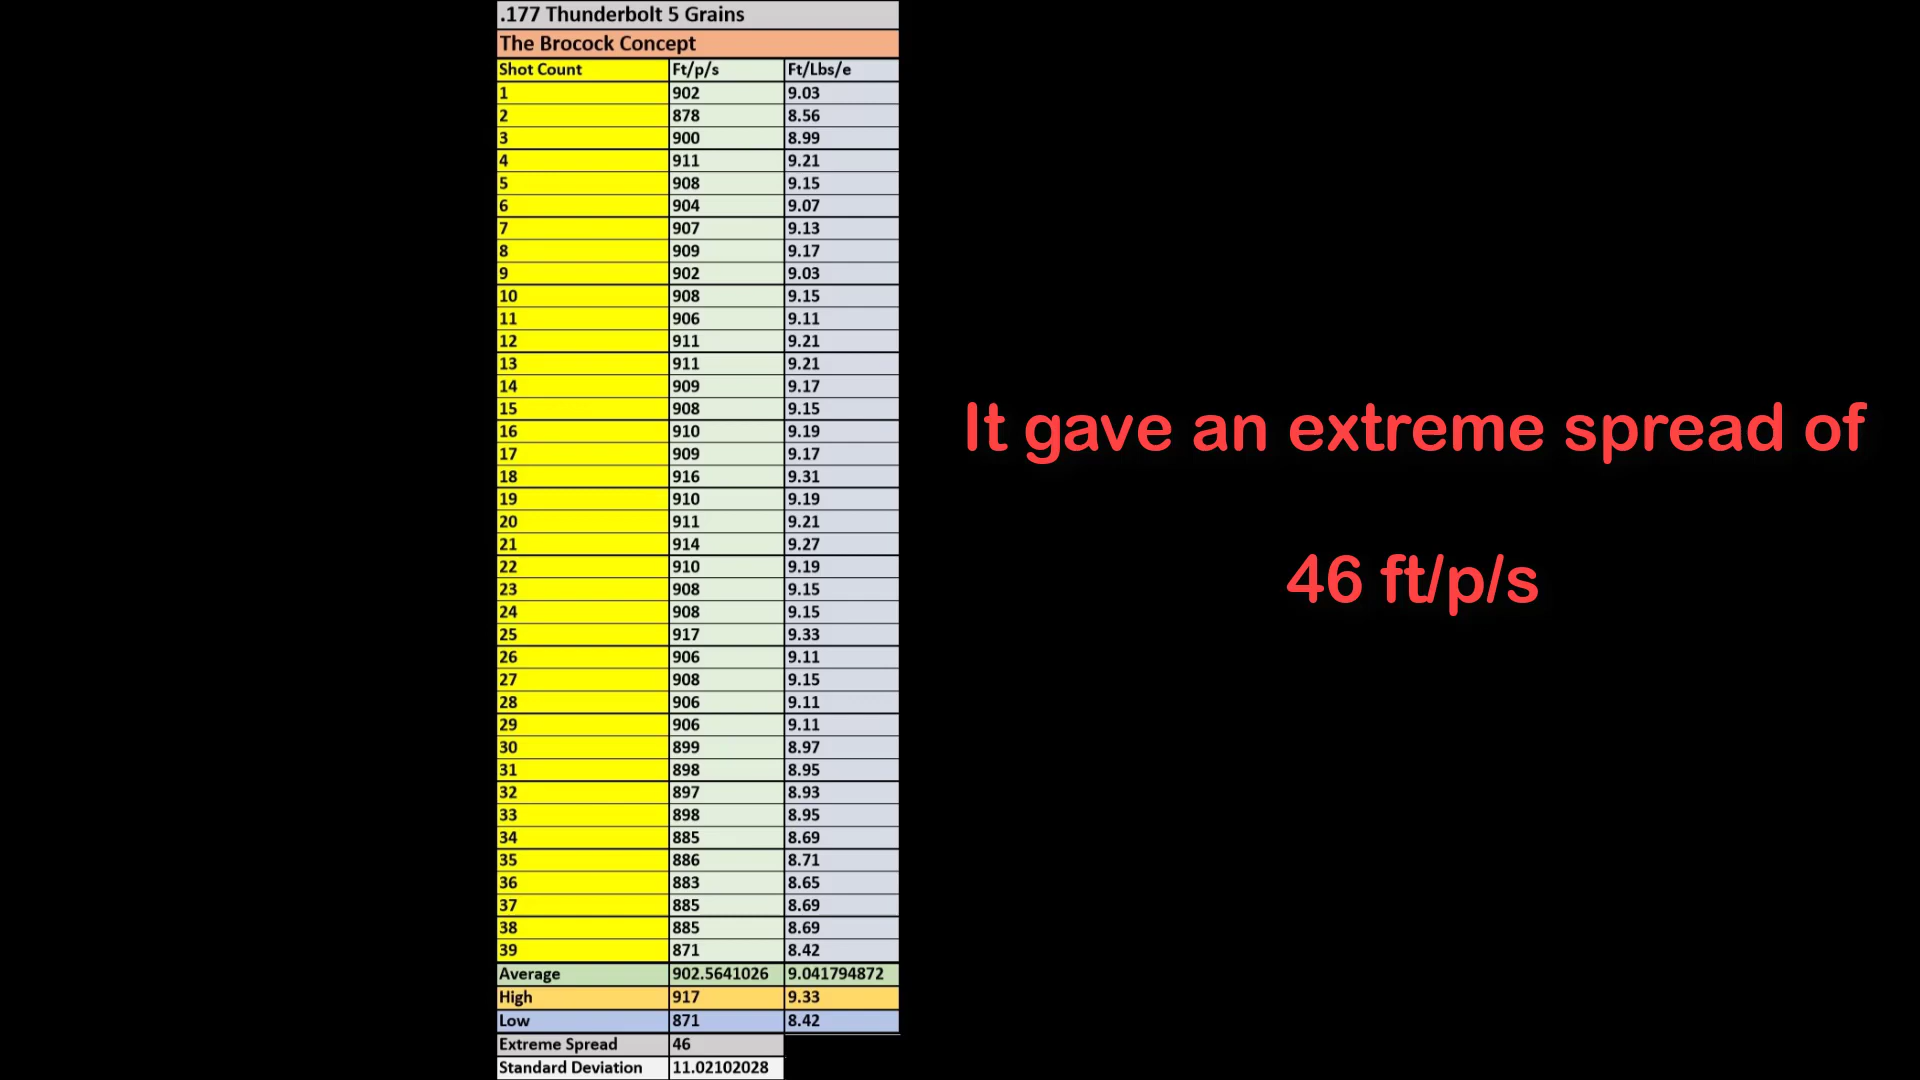 .177 Thunderbolt 5 Grains
The Brocock Concept
Shot Count Ft/p/s Ft/Lbs/e
1 902 9.03
2 878 8.56
3 900 8.99
4 911 9.21
5 908 9.15
6 904 9.07
7 907 9.13
8 909 9.17
9 902 9.03
10 908 9.15
11 906 9.11
12 911 9.21
13 911 9.21
14 909 9.17
15 908 9.15
16 910 9.19
17 909 9.17
18 916 9.31
19 910 9.19
20 911 9.21
21 914 9.27
22 910 9.19
23 908 9.15
24 908 9.15
25 917 9.33
26 906 9.11
27 908 9.15
28 906 9.11
29 906 9.11
30 899 8.97
31 898 8.95
32 897 8.93
33 898 8.95
34 885 8.69
35 886 8.71
36 883 8.65
37 885 8.69
38 885 8.69
39 871 8.42
Average 902.5641026 9.041794872
High 917 9.33
Low 871 8.42
Extreme Spread 46
Standard Deviation 11.02102028
It gave an extreme spread of
46 ft/p/s